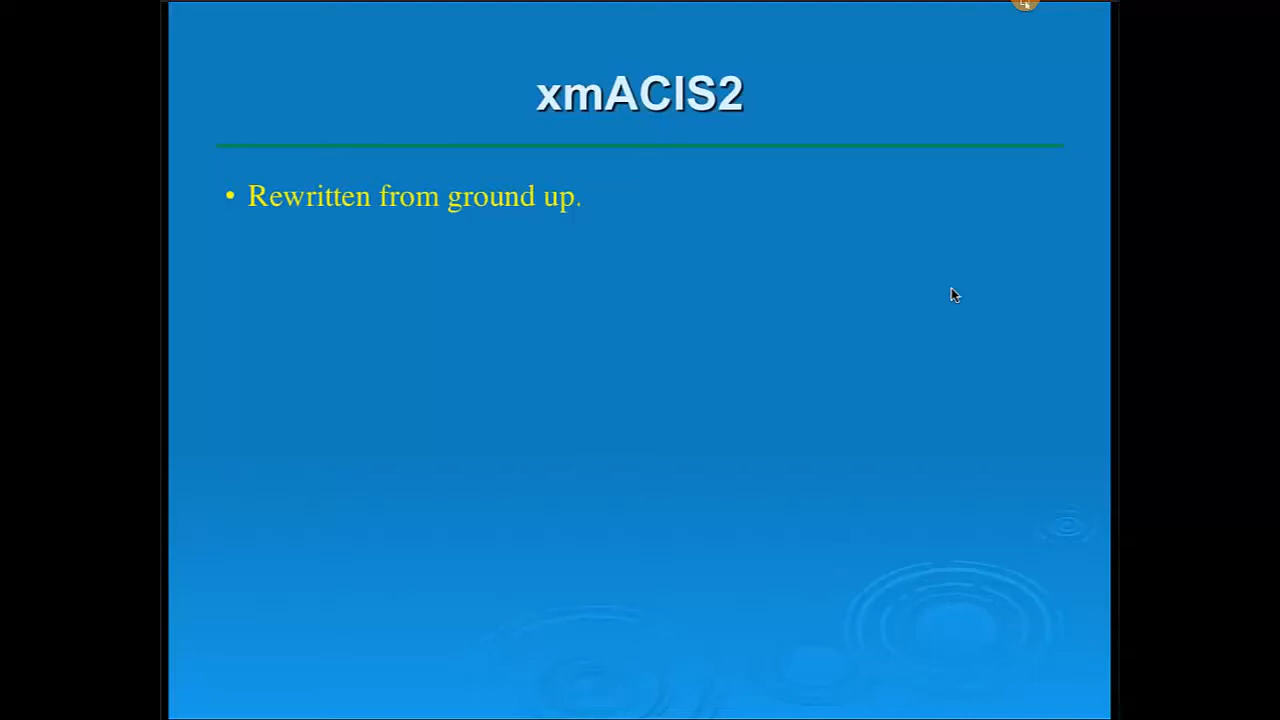 xmACIS2
• Rewritten from ground up.